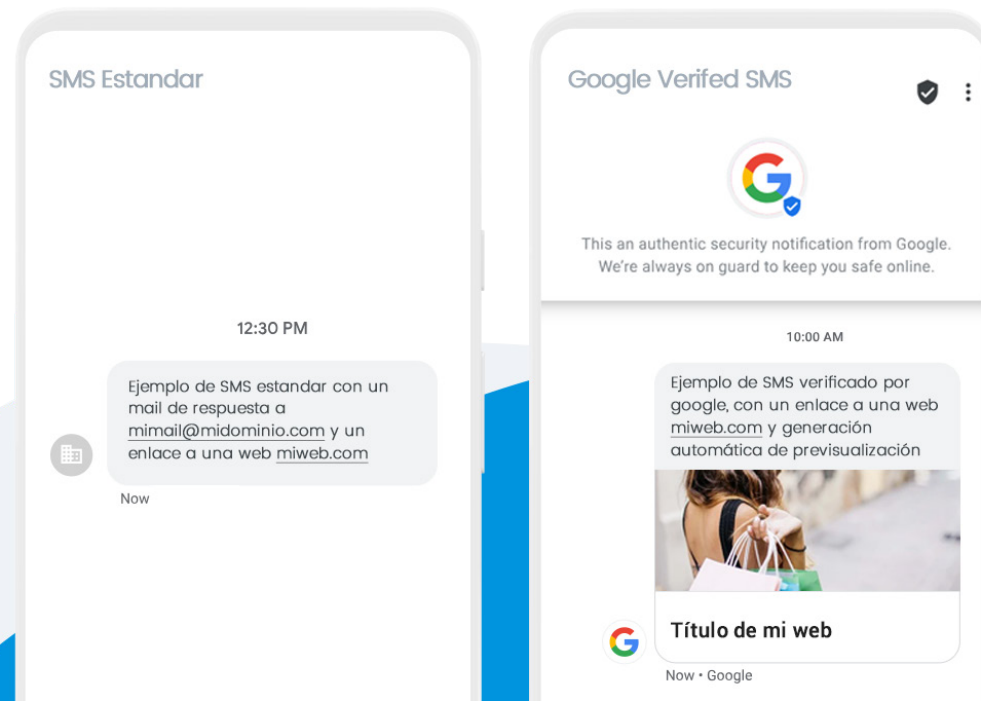 SMS Estandar
12:30 PM
Ejemplo de SMS estandar con un
mail de respuesta a
mimail@midominio.com y un
enlace a una web miweb.com
Now
Google Verifed SMS
This an authentic security notification from Google.
We're always on guard to keep you safe online.
10:00 AM
Ejemplo de SMS verificado por
google, con un enlace a una web
miweb.com y generación
automática de previsualización
Título de mi web
Now • Google